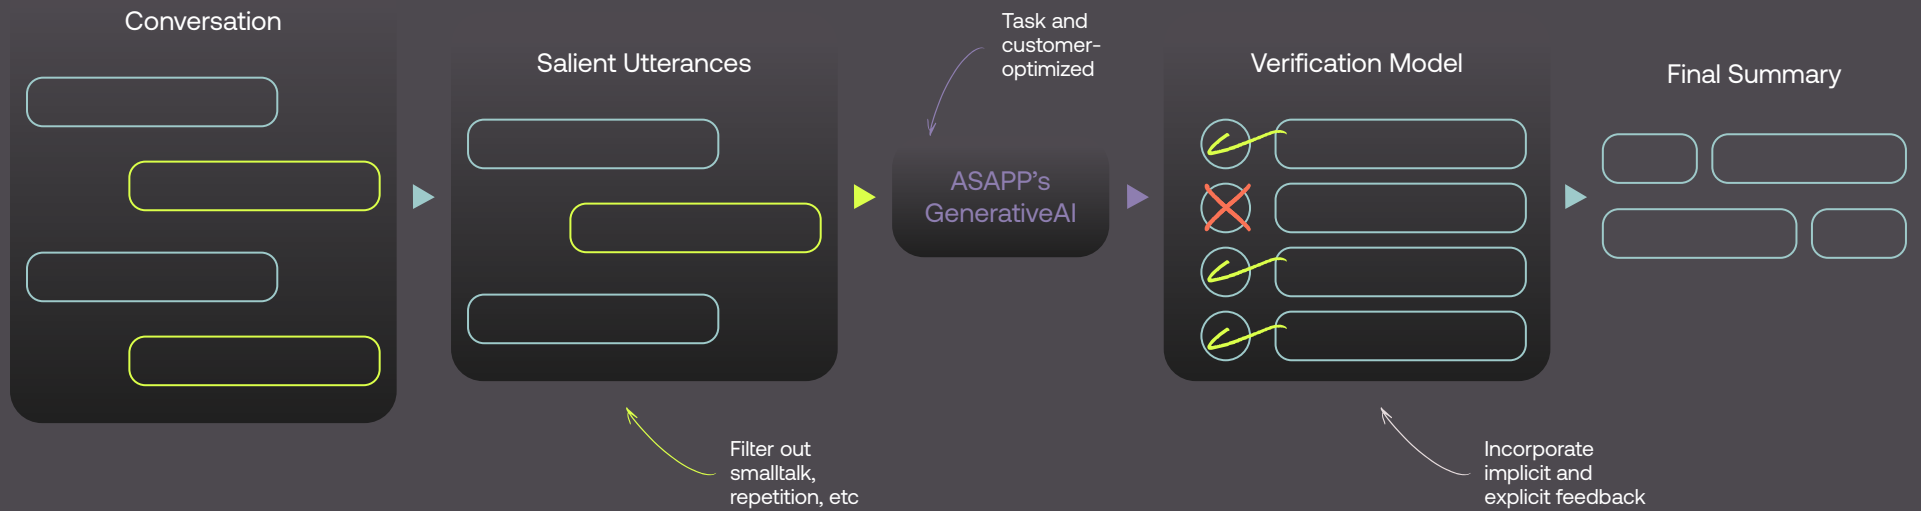 Conversation
Salient Utterances
Filter out
smalltalk,
repetition, etc
Task and
customer-
optimized
ASAPP's
GenerativeAI
Verification Model
Incorporate
implicit and
explicit feedback
Final Summary